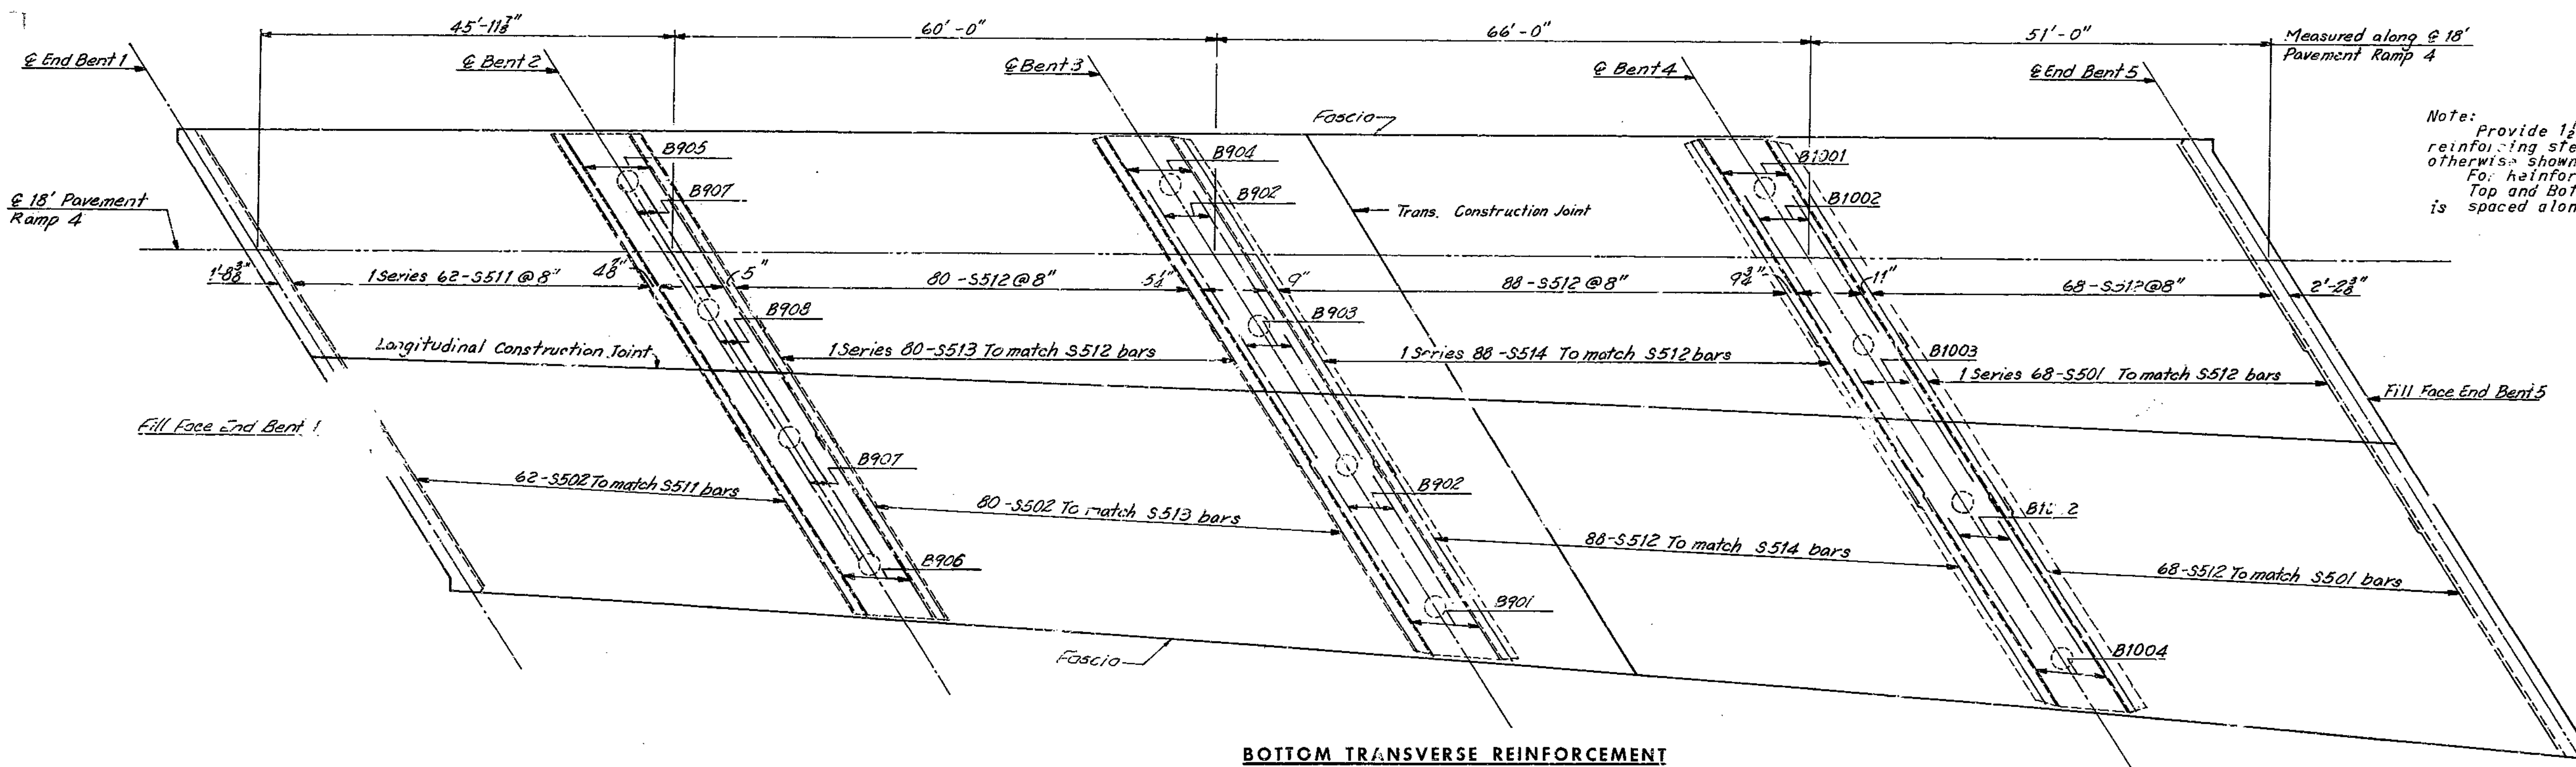 45'-11⅞"
60'-0"
66'-0"
51'-0"
Measured along ℄ 18'
Pavement Ramp 4
℄ End Bent 1
℄ Bent 2
℄ Bent 3
℄ Bent 4
℄ End Bent 5
Fascia
Note:
Provide 1½
reinforcing ste
otherwise shown
For
Top and Bot
is spaced alon
B905
B904
B1001
B907
B902
B1002
℄ 18' Pavement
Ramp 4
Trans. Construction Joint
1'-8⅜"
1 Series 62-S511 @ 8"
4⅞"
5"
80-S512 @ 8"
5¼"
9"
88-S512 @ 8"
9¾"
11"
68-S512 @ 8"
2'-2⅜"
B908
B903
B1003
Longitudinal Construction Joint
1 Series 80-S513 To match S512 bars
1 Series 88-S514 To match S512 bars
1 Series 68-S501 To match S512 bars
Fill Face End Bent 5
Fill Face End Bent 1
62-S502 To match S511 bars
B907
80-S502 To match S513 bars
B902
88-S512 To match S514 bars
68-S512 To match S501 bars
B906
B901
B1004
Fascia
BOTTOM TRANSVERSE REINFORCEMENT